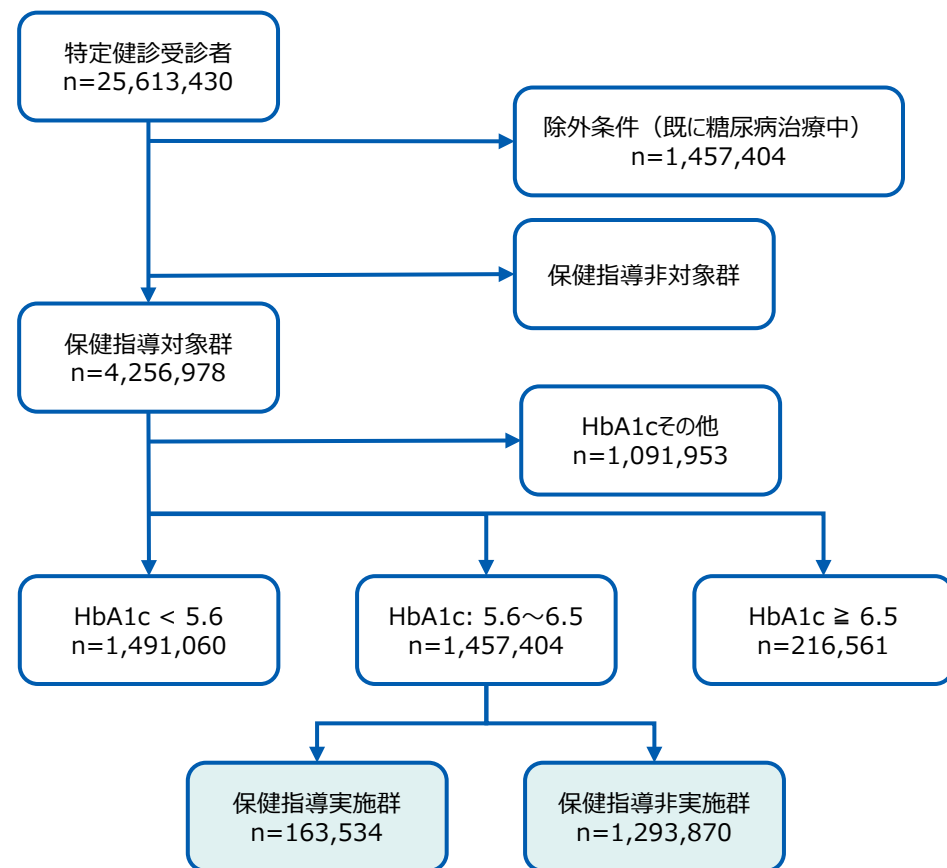 特定健診受診者
n=25,613,430
除外条件（既に糖尿病治療中）
n=1,457,404
保健指導非対象群
保健指導対象群
n=4,256,978
HbA1cその他
n=1,091,953
HbA1c < 5.6
n=1,491,060
HbA1c: 5.6～6.5
n=1,457,404
HbA1c ≧ 6.5
n=216,561
保健指導実施群
n=163,534
保健指導非実施群
n=1,293,870